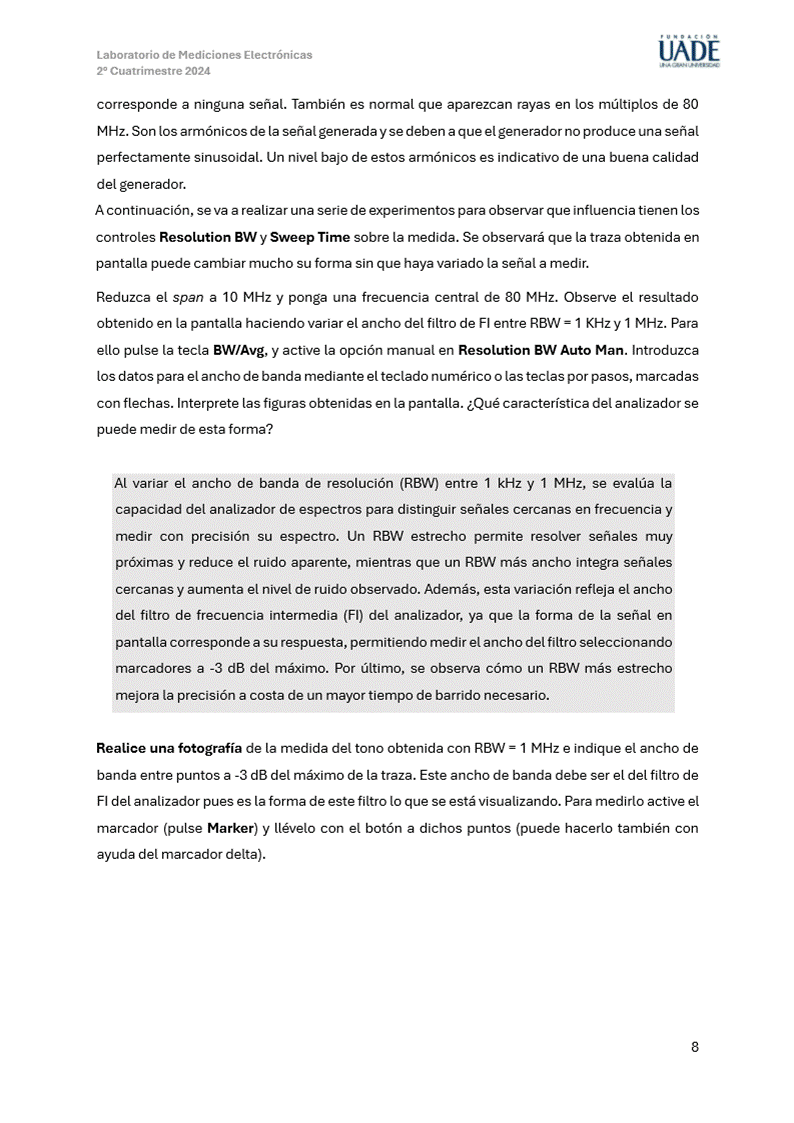 Laboratorio de Mediciones Electrónicas
2º Cuatrimestre 2024
FUNDACIÓN
UADE
UNA GRAN UNIVERSIDAD
corresponde a ninguna señal. También es normal que aparezcan rayas en los múltiplos de 80
MHz. Son los armónicos de la señal generada y se deben a que el generador no produce una señal
perfectamente sinusoidal. Un nivel bajo de estos armónicos es indicativo de una buena calidad
del generador.
A continuación, se va a realizar una serie de experimentos para observar que influencia tienen los
controles Resolution BW y Sweep Time sobre la medida. Se observará que la traza obtenida en
pantalla puede cambiar mucho su forma sin que haya variado la señal a medir.
Reduzca el span a 10 MHz y ponga una frecuencia central de 80 MHz. Observe el resultado
obtenido en la pantalla haciendo variar el ancho del filtro de FI entre RBW = 1 KHz y 1 MHz. Para
ello pulse la tecla BW/Avg, y active la opción manual en Resolution BW Auto Man. Introduzca
los datos para el ancho de banda mediante el teclado numérico o las teclas por pasos, marcadas
con flechas. Interprete las figuras obtenidas en la pantalla. ¿Qué característica del analizador se
puede medir de esta forma?
Al variar el ancho de banda de resolución (RBW) entre 1 kHz y 1 MHz, se evalúa la
capacidad del analizador de espectros para distinguir señales cercanas en frecuencia y
medir con precisión su espectro. Un RBW estrecho permite resolver señales muy
próximas y reduce el ruido aparente, mientras que un RBW más ancho integra señales
cercanas y aumenta el nivel de ruido observado. Además, esta variación refleja el ancho
del filtro de frecuencia intermedia (FI) del analizador, ya que la forma de la señal en
pantalla corresponde a su respuesta, permitiendo medir el ancho del filtro seleccionando
marcadores a -3 dB del máximo. Por último, se observa cómo un RBW más estrecho
mejora la precisión a costa de un mayor tiempo de barrido necesario.
Realice una fotografía de la medida del tono obtenida con RBW = 1 MHz e indique el ancho de
banda entre puntos a -3 dB del máximo de la traza. Este ancho de banda debe ser el del filtro de
FI del analizador pues es la forma de este filtro lo que se está visualizando. Para medirlo active el
marcador (pulse Marker) y llévelo con el botón a dichos puntos (puede hacerlo también con
ayuda del marcador delta).
8